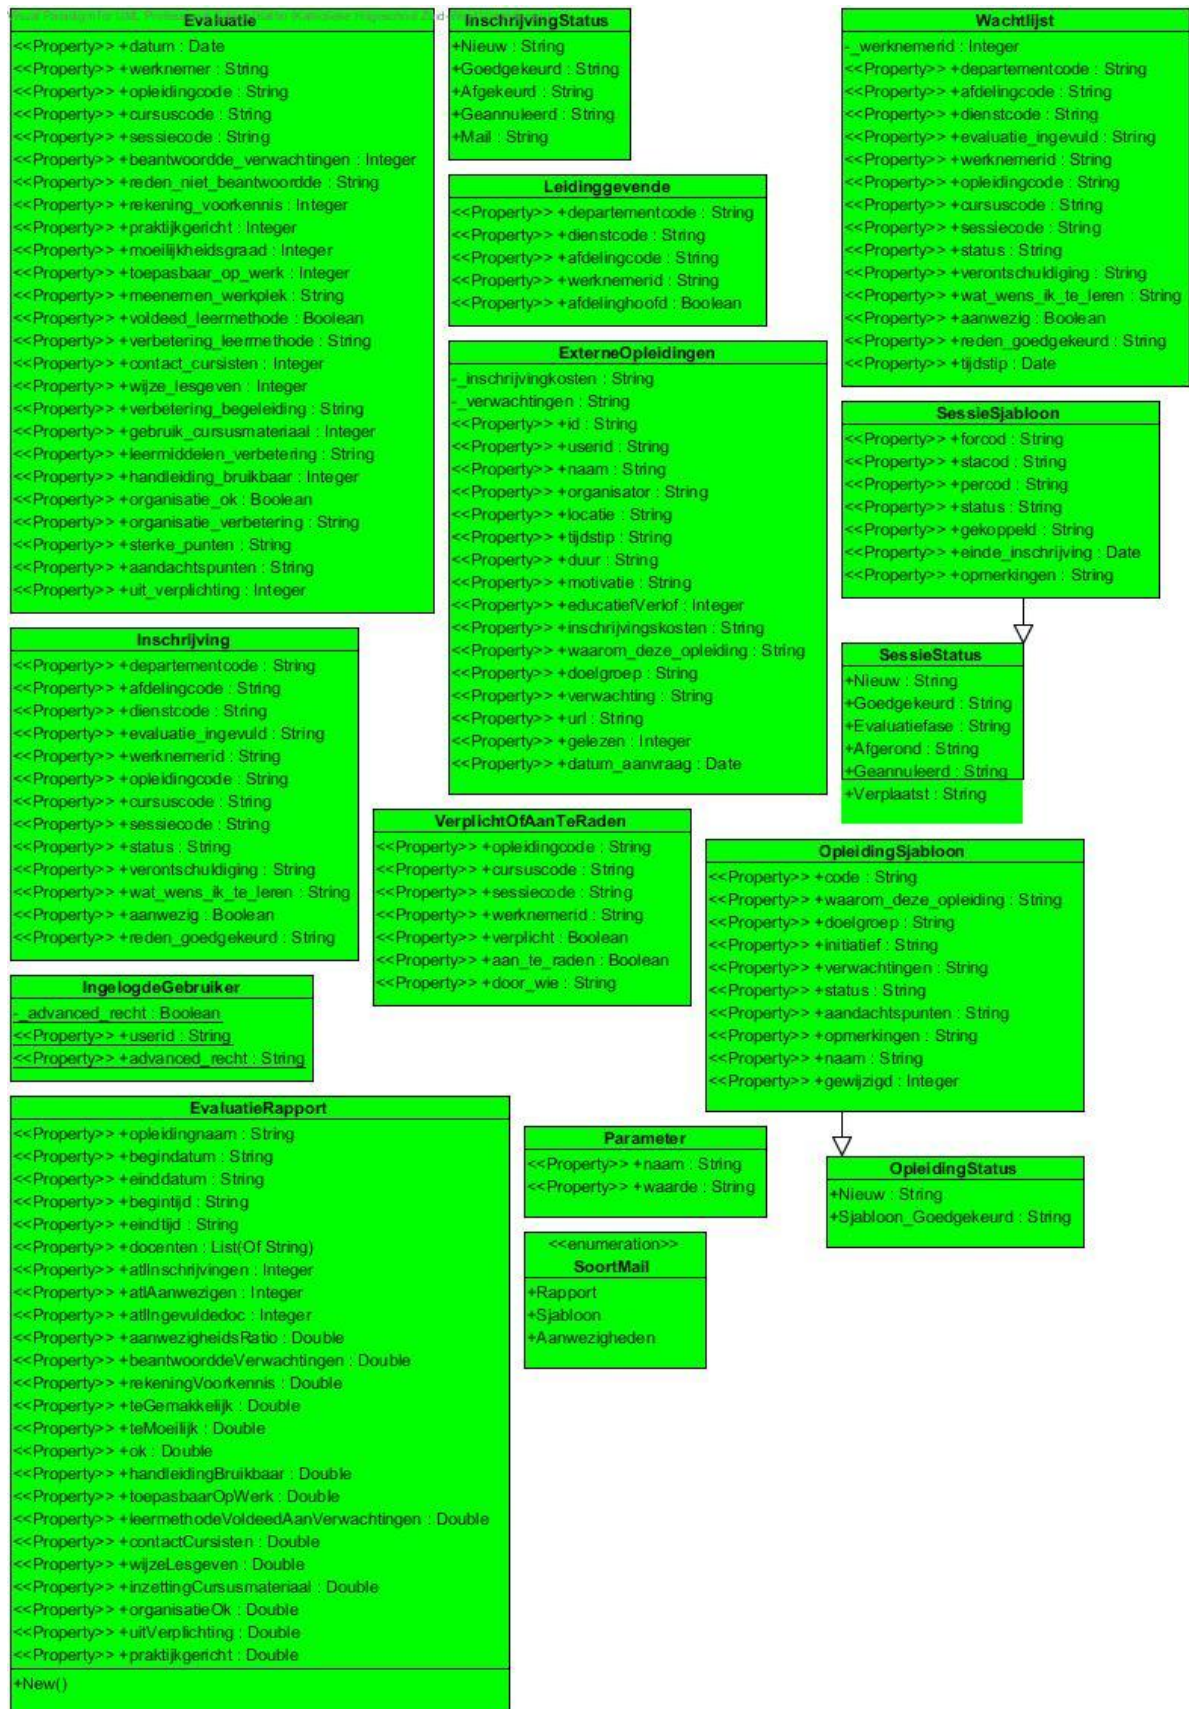 Evaluatie
<<Property>> +datum : Date
<<Property>> +werknemer : String
<<Property>> +opleidingcode : String
<<Property>> +cursuscode : String
<<Property>> +sessiecode : String
<<Property>> +beantwoordde_verwachtingen : Integer
<<Property>> +reden_niet_beantwoordde : String
<<Property>> +rekening_voorkennis : Integer
<<Property>> +praktijkgericht : Integer
<<Property>> +moeilijkheidsgraad : Integer
<<Property>> +toepasbaar_op_werk : Integer
<<Property>> +meenemen_werkplek : String
<<Property>> +voldeed_leermethode : Boolean
<<Property>> +verbetering_leermethode : String
<<Property>> +contact_cursisten : Integer
<<Property>> +wijze_lesgeven : Integer
<<Property>> +verbetering_begeleiding : String
<<Property>> +gebruik_cursusmateriaal : Integer
<<Property>> +leermiddelen_verbetering : String
<<Property>> +handleiding_bruikbaar : Integer
<<Property>> +organisatie_ok : Boolean
<<Property>> +organisatie_verbetering : String
<<Property>> +sterke_punten : String
<<Property>> +aandachtspunten : String
<<Property>> +uit_verplichting : Integer
InschrijvingStatus
+Nieuw : String
+Goedgekeurd : String
+Afgekeurd : String
+Geannuleerd : String
+Mail : String
Leidinggevende
<<Property>> +departementcode : String
<<Property>> +dienstcode : String
<<Property>> +afdelingcode : String
<<Property>> +werknemerid : String
<<Property>> +afdelinghoofd : Boolean
ExterneOpleidingen
-_inschrijvingkosten : String
-_verwachtingen : String
<<Property>> +id : String
<<Property>> +userid : String
<<Property>> +naam : String
<<Property>> +organisator : String
<<Property>> +locatie : String
<<Property>> +tijdstip : String
<<Property>> +duur : String
<<Property>> +motivatie : String
<<Property>> +educatiefVerlof : Integer
<<Property>> +inschrijvingskosten : String
<<Property>> +waarom_deze_opleiding : String
<<Property>> +doelgroep : String
<<Property>> +verwachting : String
<<Property>> +url : String
<<Property>> +gelezen : Integer
<<Property>> +datum_aanvraag : Date
Wachtlijst
-_werknemerid : Integer
<<Property>> +departementcode : String
<<Property>> +afdelingcode : String
<<Property>> +dienstcode : String
<<Property>> +evaluatie_ingevuld : String
<<Property>> +werknemerid : String
<<Property>> +opleidingcode : String
<<Property>> +cursuscode : String
<<Property>> +sessiecode : String
<<Property>> +status : String
<<Property>> +verontschuldiging : String
<<Property>> +wat_wens_ik_te_leren : String
<<Property>> +aanwezig : Boolean
<<Property>> +reden_goedgekeurd : String
<<Property>> +tijdstip : Date
SessieSjabloon
<<Property>> +forcod : String
<<Property>> +stacod : String
<<Property>> +percod : String
<<Property>> +status : String
<<Property>> +gekoppeld : String
<<Property>> +einde_inschrijving : Date
<<Property>> +opmerkingen : String
SessieStatus
+Nieuw : String
+Goedgekeurd : String
+Evaluatiefase : String
+Afgerond : String
+Geannuleerd : String
+Verplaatst : String
Inschrijving
<<Property>> +departementcode : String
<<Property>> +afdelingcode : String
<<Property>> +dienstcode : String
<<Property>> +evaluatie_ingevuld : String
<<Property>> +werknemerid : String
<<Property>> +opleidingcode : String
<<Property>> +cursuscode : String
<<Property>> +sessiecode : String
<<Property>> +status : String
<<Property>> +verontschuldiging : String
<<Property>> +wat_wens_ik_te_leren : String
<<Property>> +aanwezig : Boolean
<<Property>> +reden_goedgekeurd : String
VerplichtOfAanTeRaden
<<Property>> +opleidingcode : String
<<Property>> +cursuscode : String
<<Property>> +sessiecode : String
<<Property>> +werknemerid : String
<<Property>> +verplicht : Boolean
<<Property>> +aan_te_raden : Boolean
<<Property>> +door_wie : String
OpleidingSjabloon
<<Property>> +code : String
<<Property>> +waarom_deze_opleiding : String
<<Property>> +doelgroep : String
<<Property>> +initiatief : String
<<Property>> +verwachtingen : String
<<Property>> +status : String
<<Property>> +aandachtspunten : String
<<Property>> +opmerkingen : String
<<Property>> +naam : String
<<Property>> +gewijzigd : Integer
IngelogdeGebruiker
-_advanced_recht : Boolean
<<Property>> +userid : String
<<Property>> +advanced_recht : String
EvaluatieRapport
<<Property>> +opleidingnaam : String
<<Property>> +begindatum : String
<<Property>> +einddatum : String
<<Property>> +begintijd : String
<<Property>> +eindtijd : String
<<Property>> +docenten : List(Of String)
<<Property>> +atlInschrijvingen : Integer
<<Property>> +atlAanwezigen : Integer
<<Property>> +atlIngevuldedoc : Integer
<<Property>> +aanwezigheidsRatio : Double
<<Property>> +beantwoorddeVerwachtingen : Double
<<Property>> +rekeningVoorkennis : Double
<<Property>> +teGemakkelijk : Double
<<Property>> +teMoeilijk : Double
<<Property>> +ok : Double
<<Property>> +handleidingBruikbaar : Double
<<Property>> +toepasbaarOpWerk : Double
<<Property>> +leermethodeVoldeedAanVerwachtingen : Double
<<Property>> +contactCursisten : Double
<<Property>> +wijzeLesgeven : Double
<<Property>> +inzettingCursusmateriaal : Double
<<Property>> +organisatieOk : Double
<<Property>> +uitVerplichting : Double
<<Property>> +praktijkgericht : Double
+New()
Parameter
<<Property>> +naam : String
<<Property>> +waarde : String
<<enumeration>>
SoortMail
+Rapport
+Sjabloon
+Aanwezigheden
OpleidingStatus
+Nieuw : String
+Sjabloon_Goedgekeurd : String